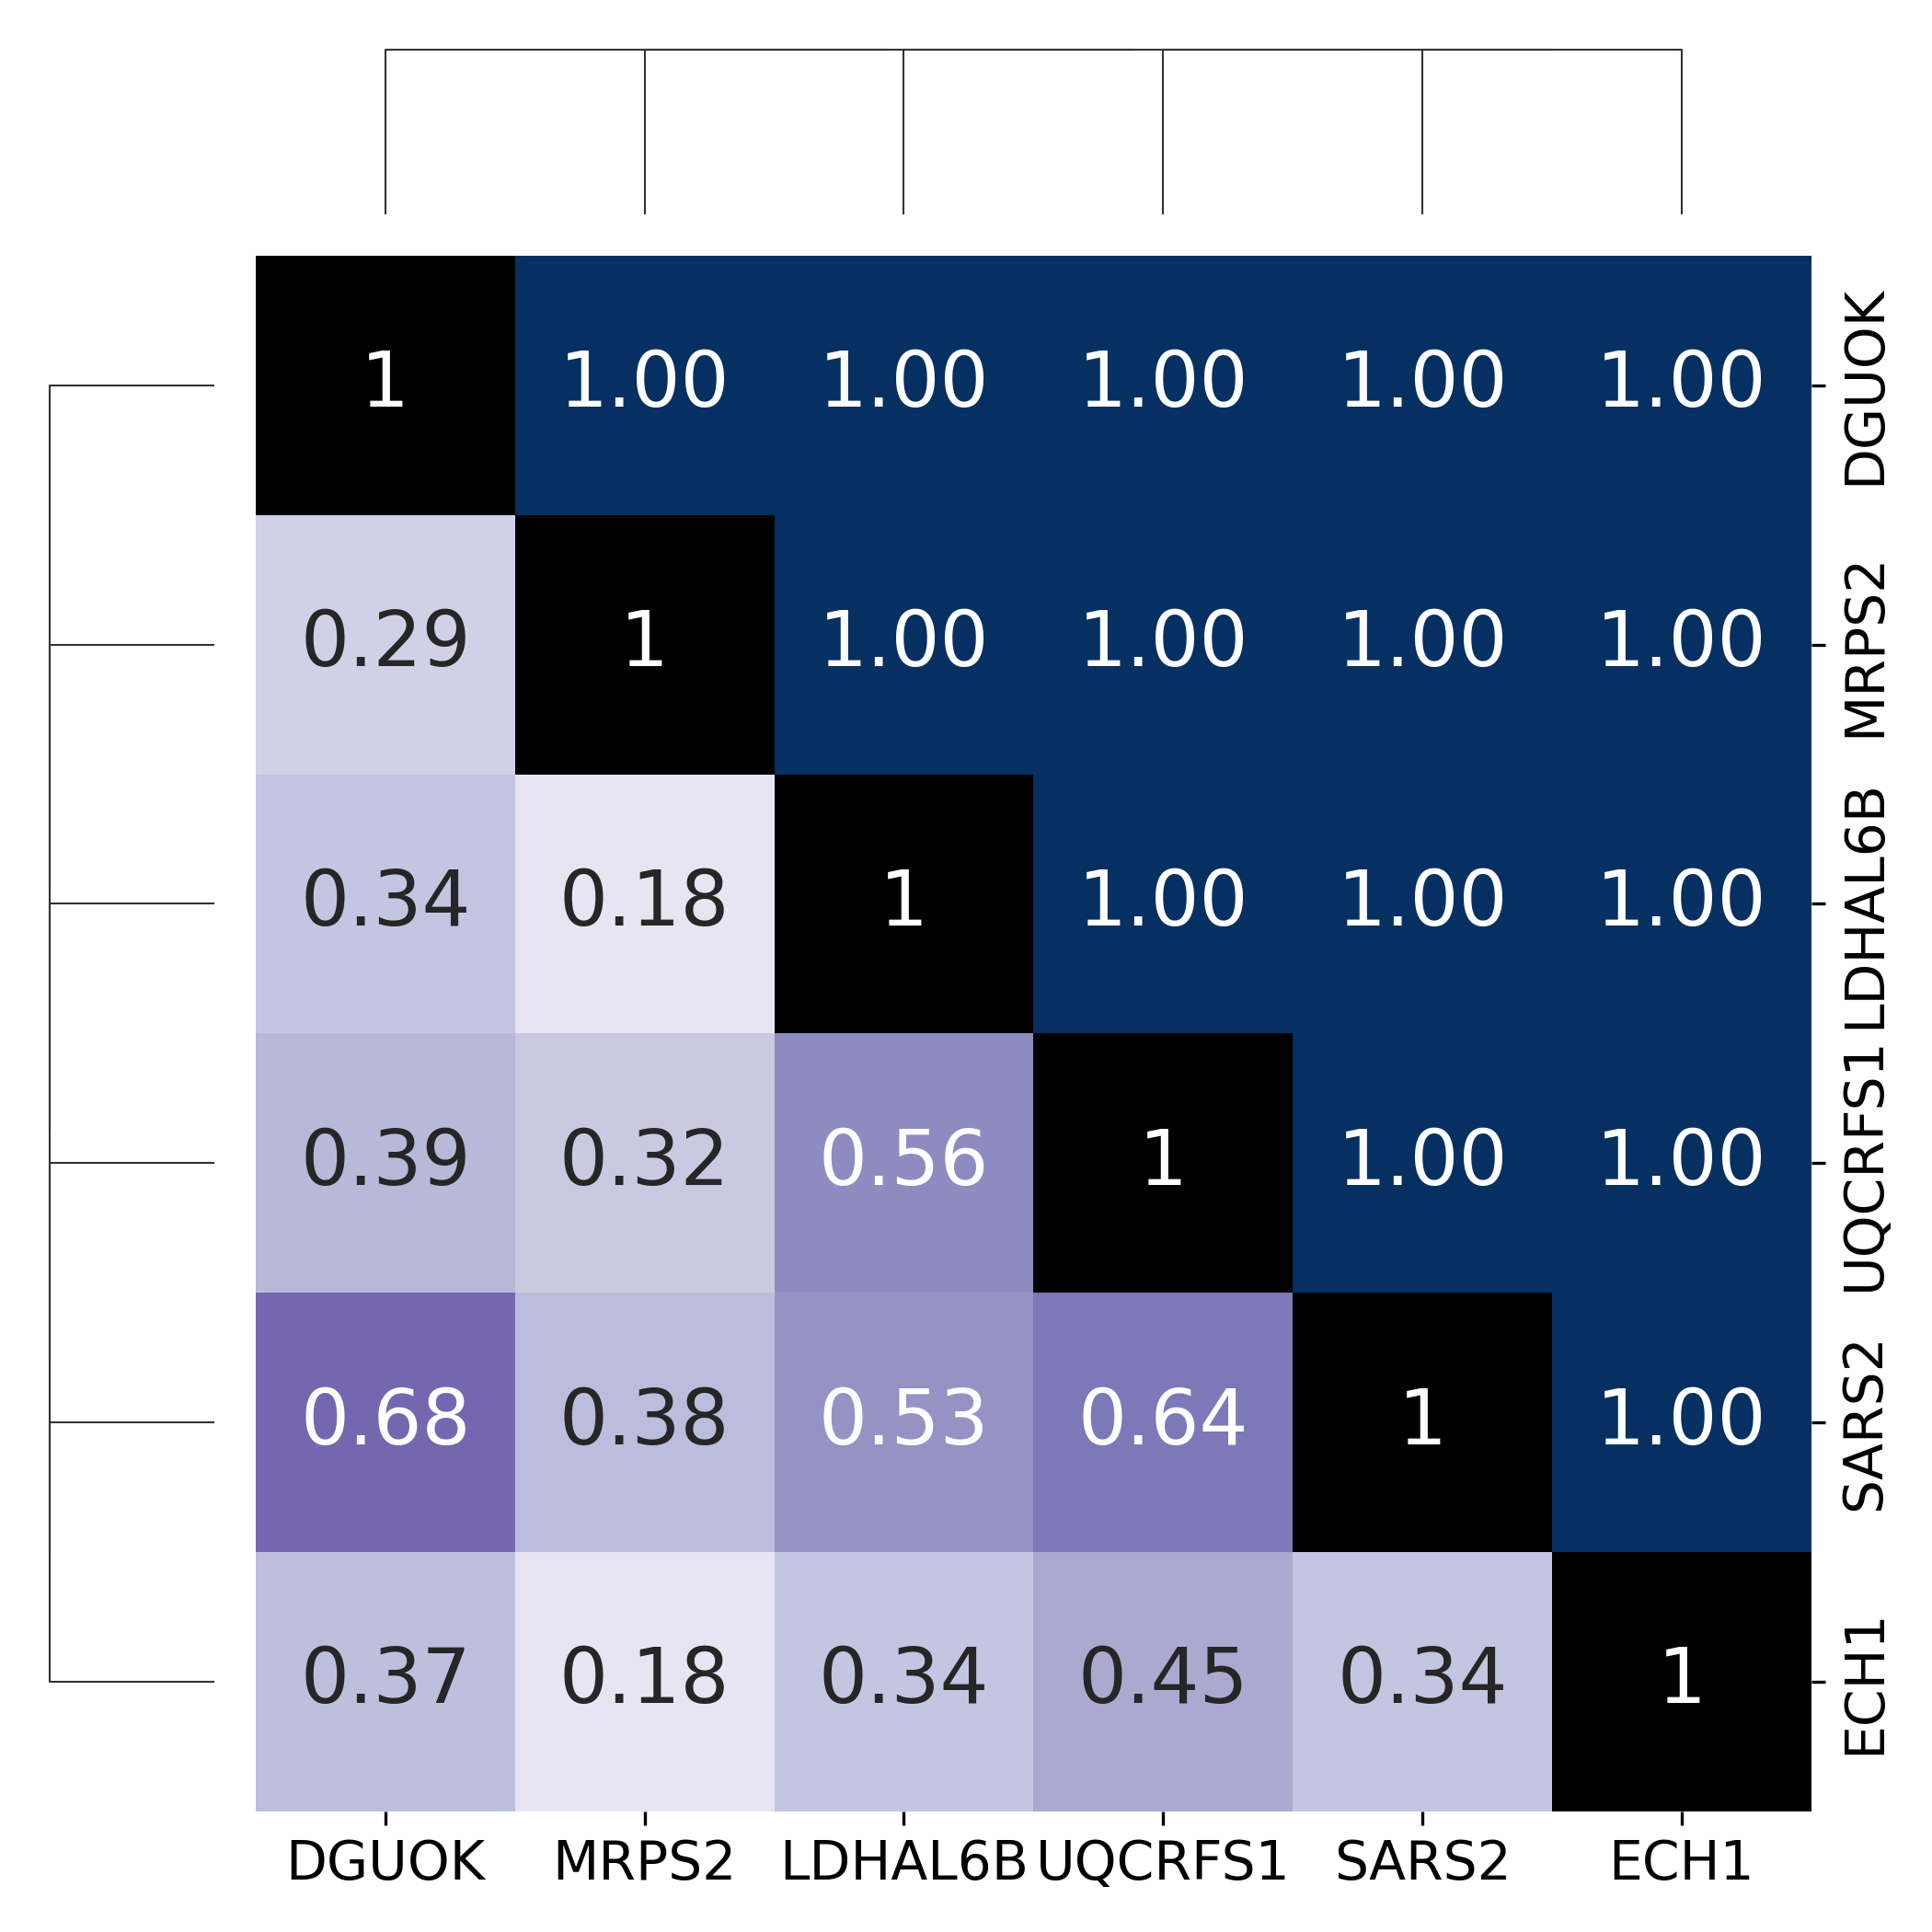 1 1.00 1.00 1.00 1.00 1.00 DGUOK
0.29 1 1.00 1.00 1.00 1.00 MRPS2
0.34 0.18 1 1.00 1.00 1.00 LDHAL6B
0.39 0.32 0.56 1 1.00 1.00 UQCRFS1
0.68 0.38 0.53 0.64 1 1.00 SARS2
0.37 0.18 0.34 0.45 0.34 1 ECH1
DGUOK MRPS2 LDHAL6B UQCRFS1 SARS2 ECH1